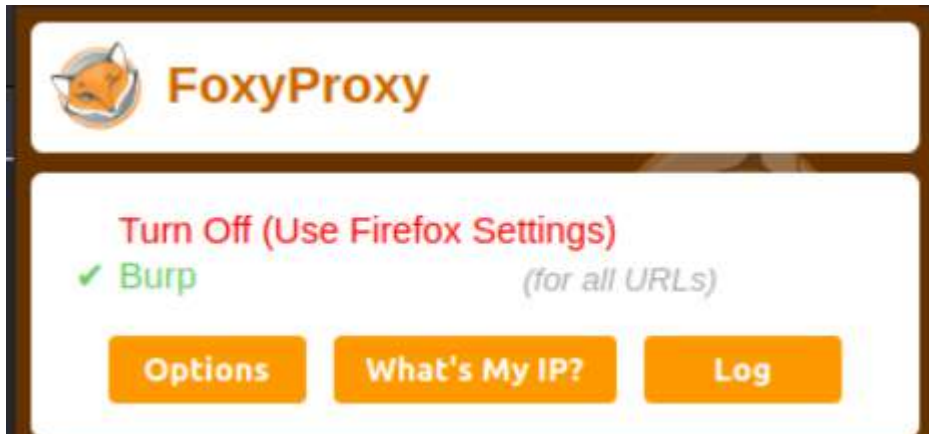 FoxyProxy
Turn Off (Use Firefox Settings)
✔ Burp (for all URLs)
Options What's My IP? Log